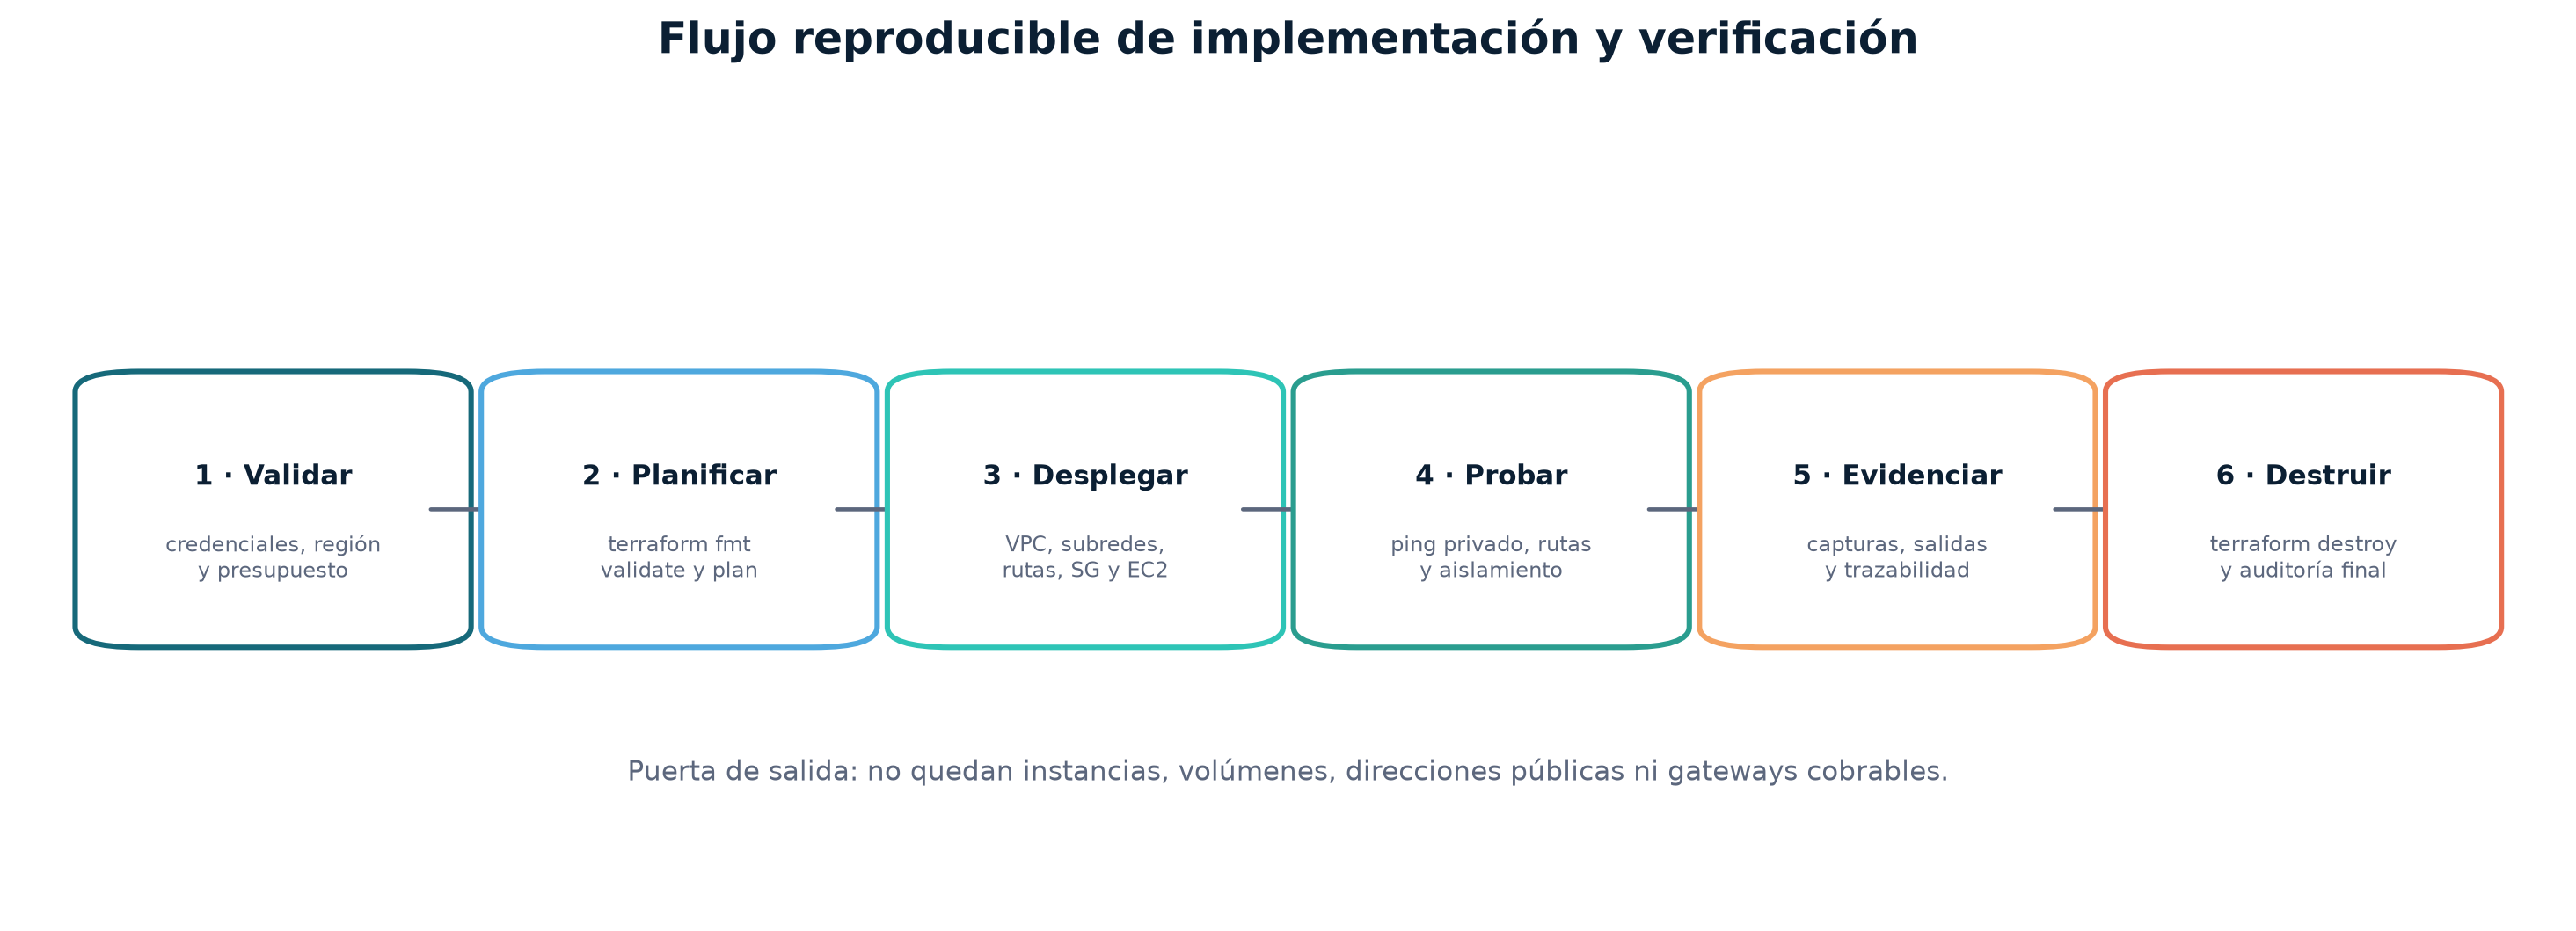 Flujo reproducible de implementación y verificación
1 · Validar
credenciales, región
y presupuesto
2 · Planificar
terraform fmt
validate y plan
3 · Desplegar
VPC, subredes,
rutas, SG y EC2
4 · Probar
ping privado, rutas
y aislamiento
5 · Evidenciar
capturas, salidas
y trazabilidad
6 · Destruir
terraform destroy
y auditoría final
Puerta de salida: no quedan instancias, volúmenes, direcciones públicas ni gateways cobrables.